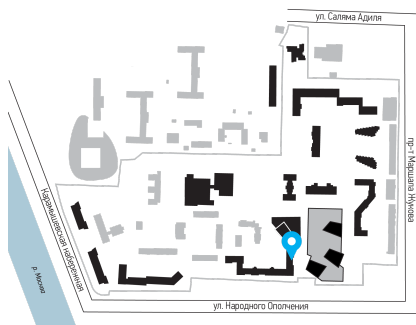 ул. Саляма Адиля
пр-т Маршала Жукова
Карамышевская набережная
р. Москва
ул. Народного Ополчения